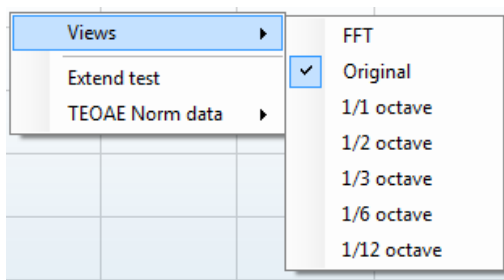 Views
Extend test
TEOAE Norm data
FFT
Original
1/1 octave
1/2 octave
1/3 octave
1/6 octave
1/12 octave